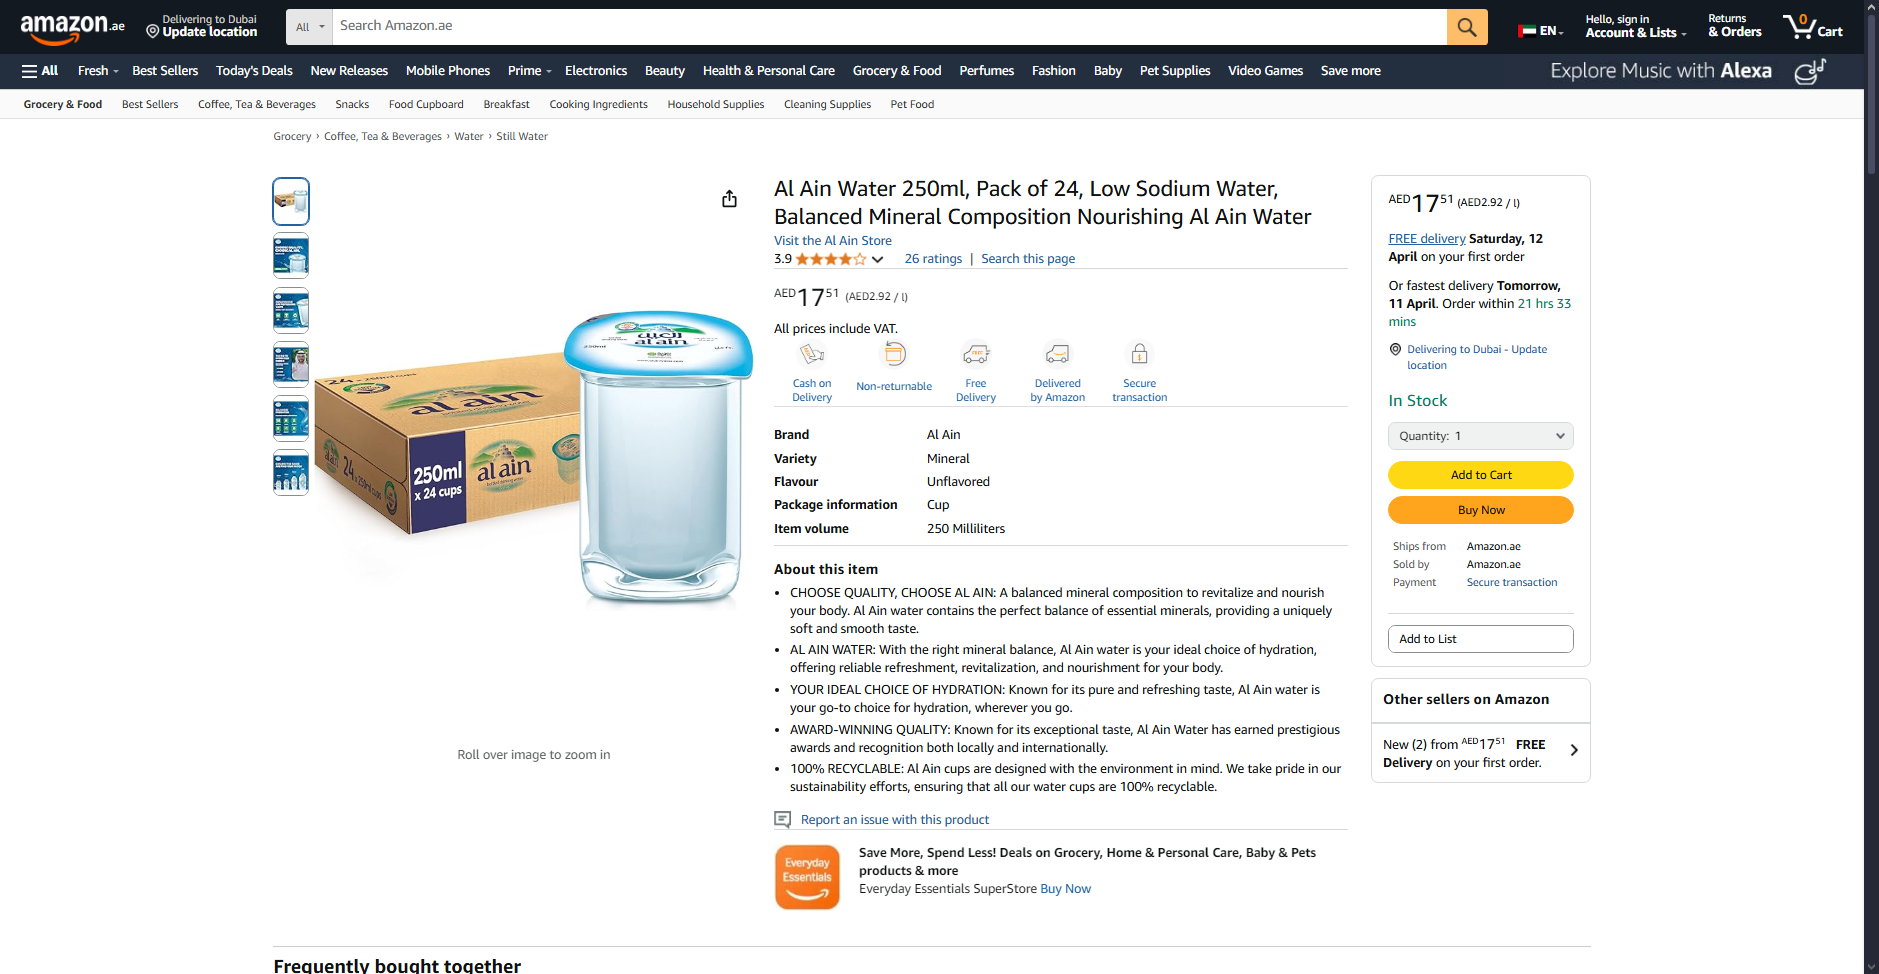 amazon.ae
Delivering to Dubai
Update location
All
Search Amazon.ae
EN
Hello, sign in
Account & Lists
Returns
& Orders
0
Cart
All
Fresh
Best Sellers
Today's Deals
New Releases
Mobile Phones
Prime
Electronics
Beauty
Health & Personal Care
Grocery & Food
Perfumes
Fashion
Baby
Pet Supplies
Video Games
Save more
Explore Music with Alexa
Grocery & Food
Best Sellers
Coffee, Tea & Beverages
Snacks
Food Cupboard
Breakfast
Cooking Ingredients
Household Supplies
Cleaning Supplies
Pet Food
Grocery › Coffee, Tea & Beverages › Water › Still Water
24 - 250ml cups
al ain
24 x 250ml cups
250ml
x 24 cups
al ain
العين
al ain
250ml
Roll over image to zoom in
Al Ain Water 250ml, Pack of 24, Low Sodium Water,
Balanced Mineral Composition Nourishing Al Ain Water
Visit the Al Ain Store
3.9
26 ratings | Search this page
AED17 51 (AED2.92 / l)
All prices include VAT.
Cash on
Delivery
Non-returnable
Free
Delivery
Delivered
by Amazon
Secure
transaction
Brand Al Ain
Variety Mineral
Flavour Unflavored
Package information Cup
Item volume 250 Milliliters
About this item
• CHOOSE QUALITY, CHOOSE AL AIN: A balanced mineral composition to revitalize and nourish
your body. Al Ain water contains the perfect balance of essential minerals, providing a uniquely
soft and smooth taste.
• AL AIN WATER: With the right mineral balance, Al Ain water is your ideal choice of hydration,
offering reliable refreshment, revitalization, and nourishment for your body.
• YOUR IDEAL CHOICE OF HYDRATION: Known for its pure and refreshing taste, Al Ain water is
your go-to choice for hydration, wherever you go.
• AWARD-WINNING QUALITY: Known for its exceptional taste, Al Ain Water has earned prestigious
awards and recognition both locally and internationally.
• 100% RECYCLABLE: Al Ain cups are designed with the environment in mind. We take pride in our
sustainability efforts, ensuring that all our water cups are 100% recyclable.
Report an issue with this product
Everyday
Essentials
Save More, Spend Less! Deals on Grocery, Home & Personal Care, Baby & Pets
products & more
Everyday Essentials SuperStore Buy Now
AED17 51 (AED2.92 / l)
FREE delivery Saturday, 12
April on your first order
Or fastest delivery Tomorrow,
11 April. Order within 21 hrs 33
mins
Delivering to Dubai - Update
location
In Stock
Quantity: 1
Add to Cart
Buy Now
Ships from Amazon.ae
Sold by Amazon.ae
Payment Secure transaction
Add to List
Other sellers on Amazon
New (2) from AED17 51 FREE
Delivery on your first order.
Frequently bought together